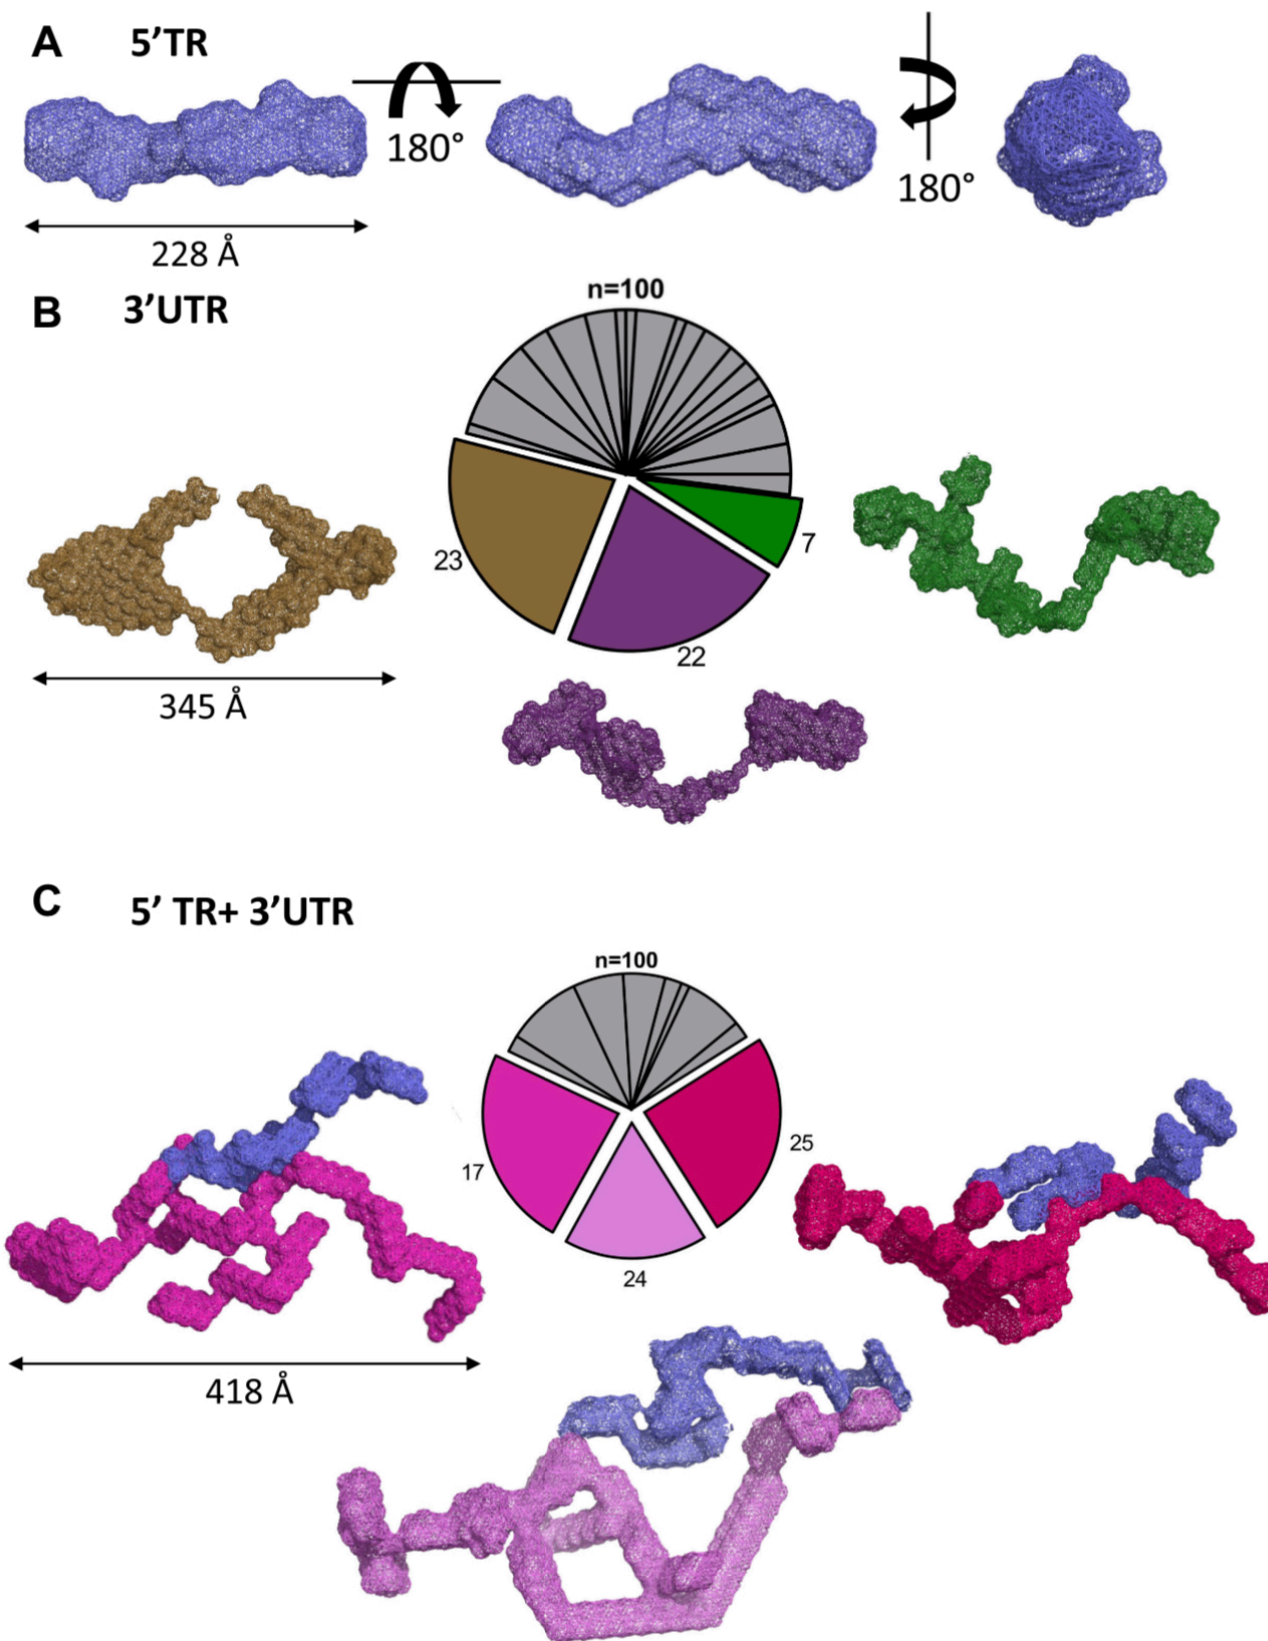 A 5’TR
180°
180°
228 Å
B 3’UTR
n=100
23
7
22
345 Å
C 5’ TR+ 3’UTR
n=100
17
25
24
418 Å